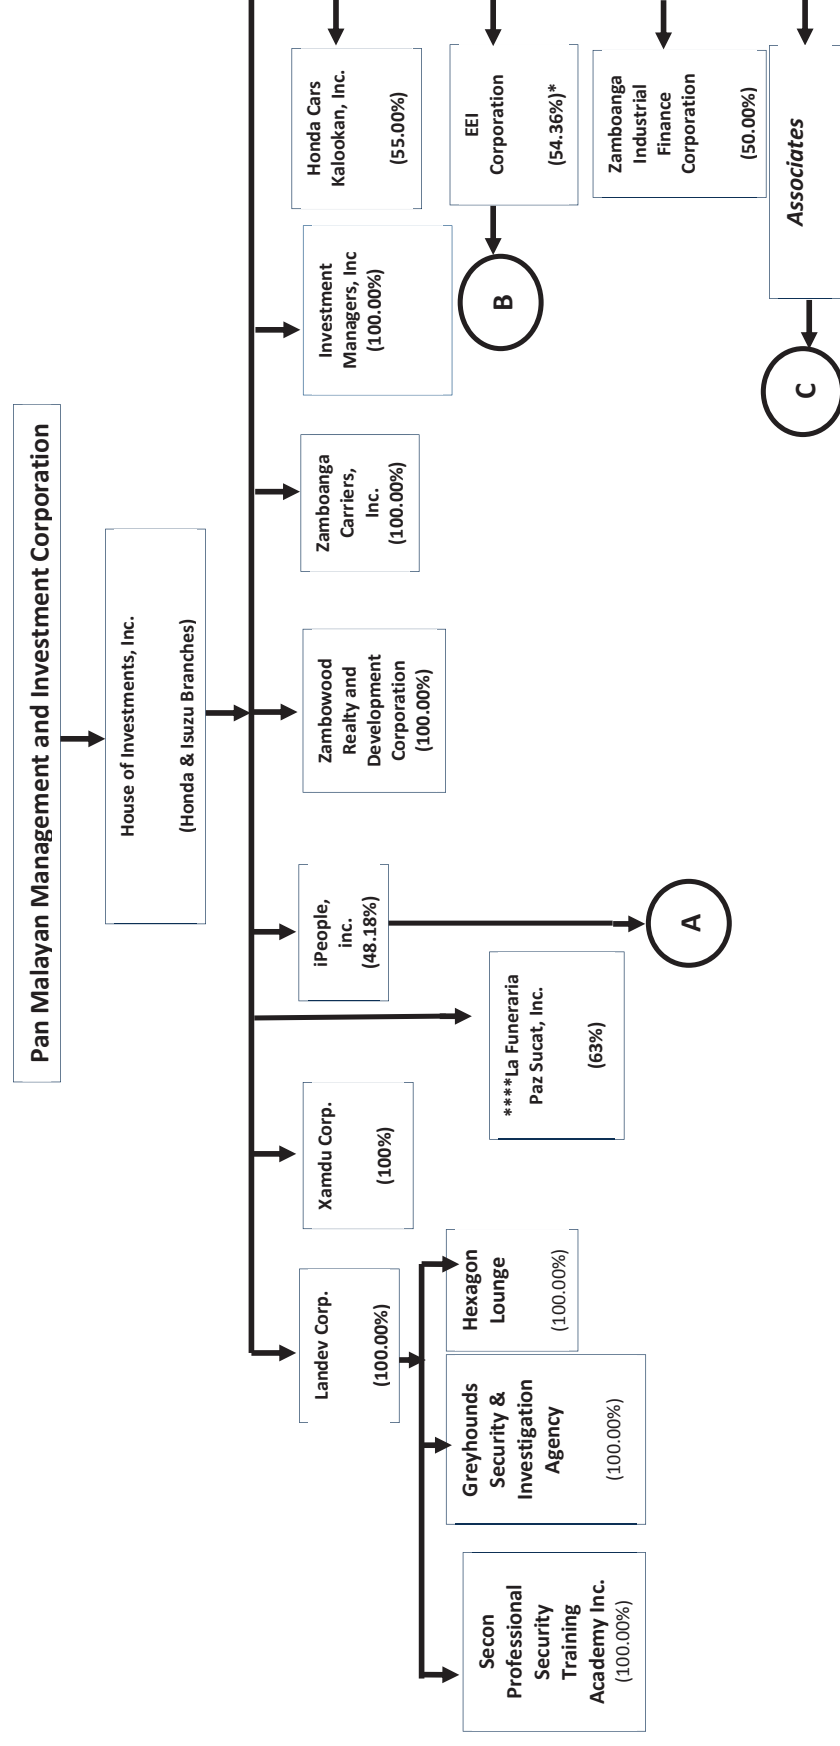 Pan Malayan Management and Investment Corporation
House of Investments, Inc.
(Honda & Isuzu Branches)
Landev Corp.
(100.00%)
Xamdu Corp.
(100%)
iPeople,
inc.
(48.18%)
Zambowood
Realty and
Development
Corporation
(100.00%)
Zamboanga
Carriers,
Inc.
(100.00%)
Investment
Managers, Inc
(100.00%)
Honda Cars
Kalookan, Inc.
(55.00%)
Secon
Professional
Security
Training
Academy Inc.
(100.00%)
Greyhounds
Security &
Investigation
Agency
(100.00%)
Hexagon
Lounge
(100.00%)
****La Funeraria
Paz Sucat, Inc.
(63%)
A
B
EEI
Corporation
(54.36%)*
Zamboanga
Industrial
Finance
Corporation
(50.00%)
C
Associates